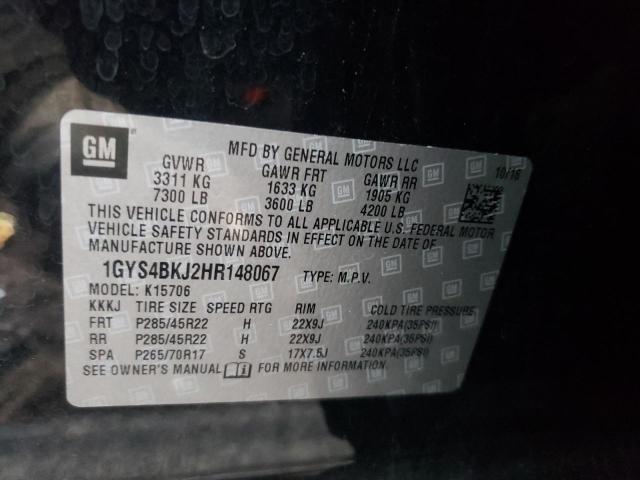 GM
MFD BY GENERAL MOTORS LLC
10/16
GVWR GAWR FRT GAWR RR
3311 KG 1633 KG 1905 KG
7300 LB 3600 LB 4200 LB
THIS VEHICLE CONFORMS TO ALL APPLICABLE U.S. FEDERAL MOTOR
VEHICLE SAFETY STANDARDS IN EFFECT ON THE DATE OF
MANUFACTURE SHOWN ABOVE.
1GYS4BKJ2HR148067 TYPE: M.P.V.
MODEL: K15706
KKKJ TIRE SIZE SPEED RTG RIM COLD TIRE PRESSURE
FRT P285/45R22 H 22X9J 240KPA(35PSI)
RR P285/45R22 H 22X9J 240KPA(35PSI)
SPA P265/70R17 S 17X7.5J 240KPA(35PSI)
SEE OWNER'S MANUAL FOR MORE INFORMATION